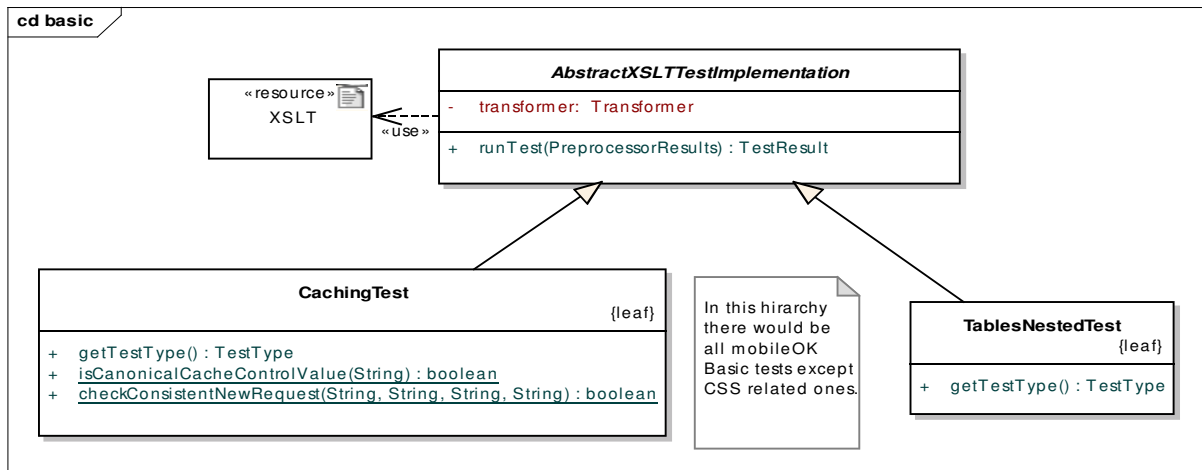 cd basic
AbstractXSLTTestImplementation
- transformer: Transformer
+ runTest(PreprocessorResults) : TestResult
«resource»
XSLT
«use»
CachingTest
{leaf}
+ getTestType() : TestType
+ isCanonicalCacheControlValue(String) : boolean
+ checkConsistentNewRequest(String, String, String, String) : boolean
In this hirarchy
there would be
all mobileOK
Basic tests except
CSS related ones.
TablesNestedTest
{leaf}
+ getTestType() : TestType